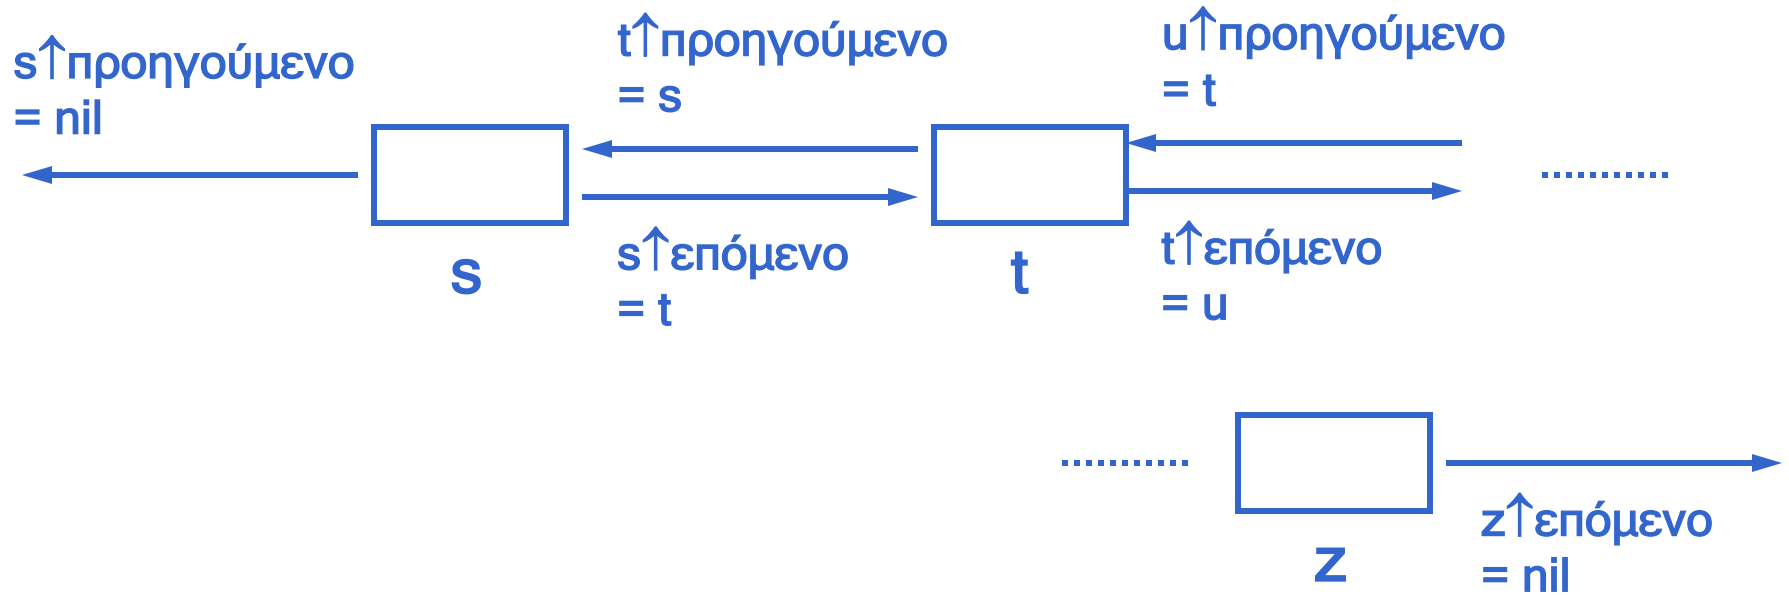 s↑προηγούμενο
= nil
t↑προηγούμενο
= s
u↑προηγούμενο
= t
s
s↑επόμενο
= t
t
t↑επόμενο
= u
z
z↑επόμενο
= nil